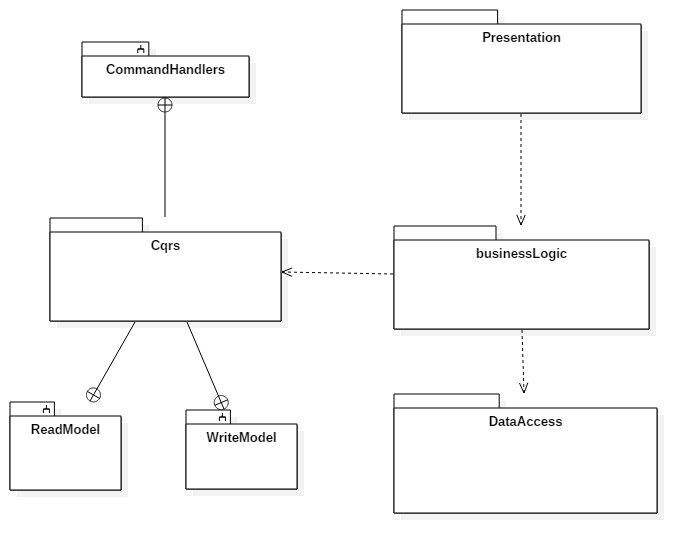 Presentation
CommandHandlers
Cqrs
businessLogic
ReadModel
WriteModel
DataAccess